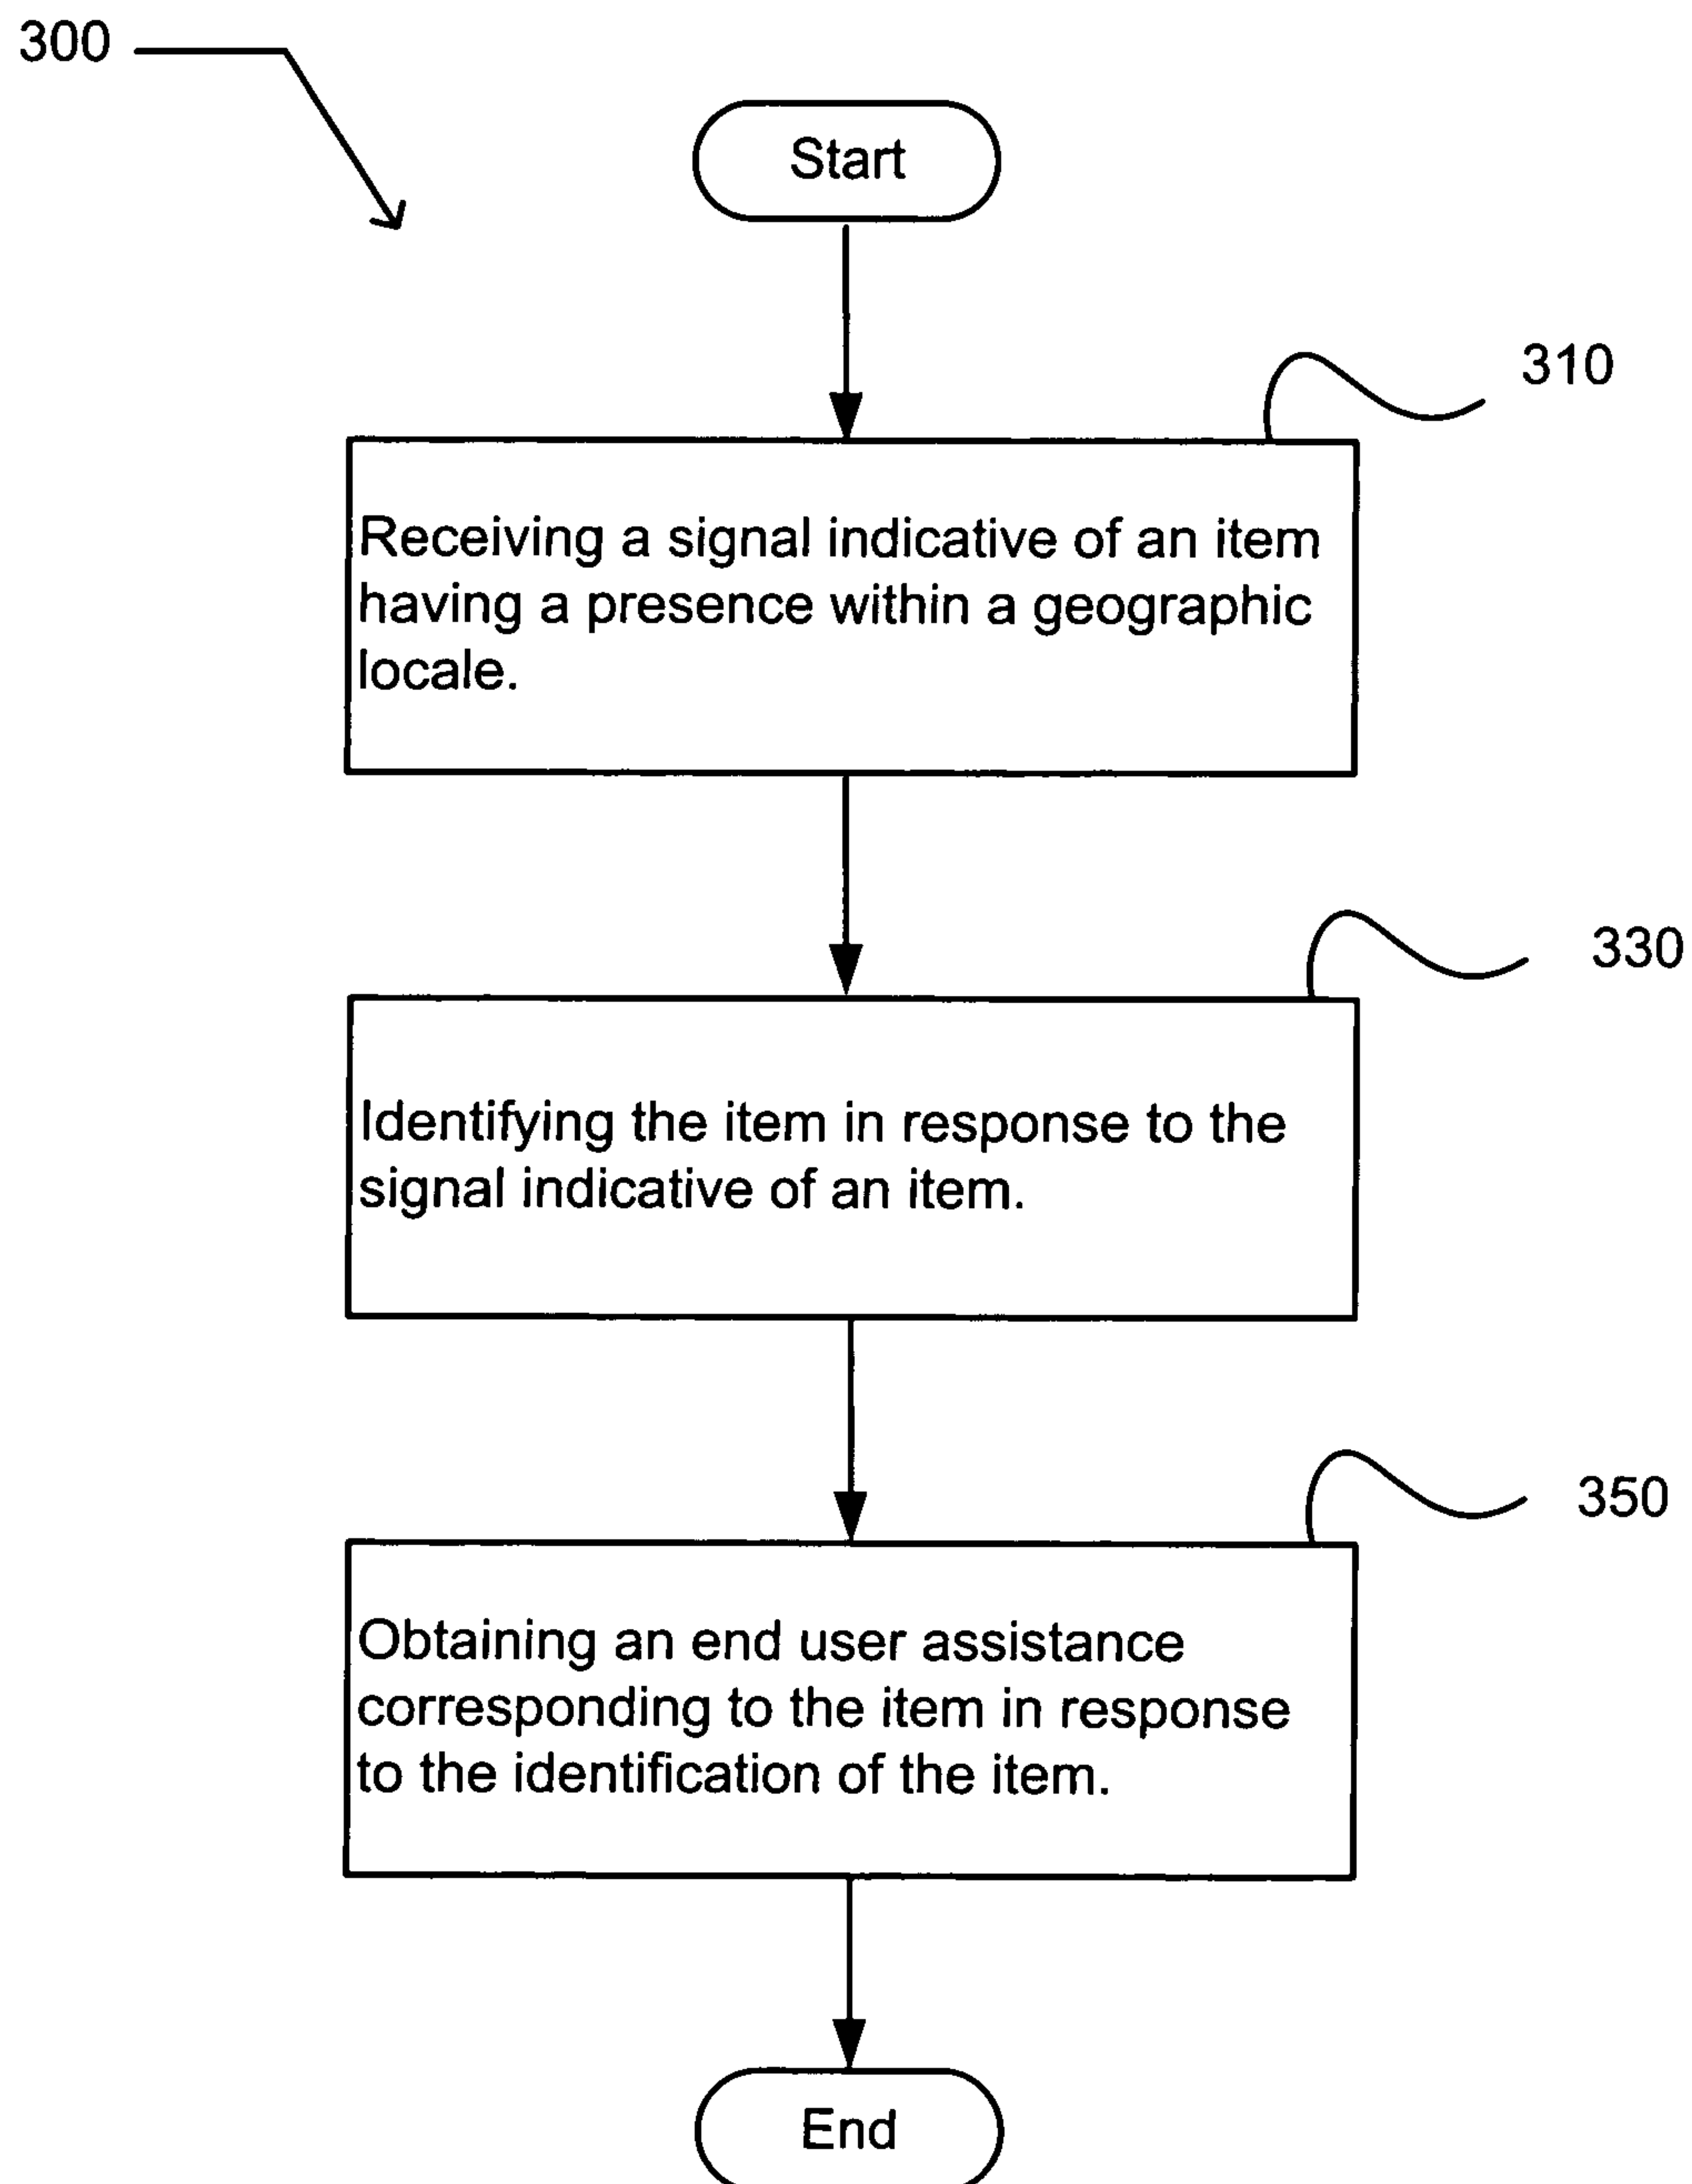 300
Start
310
Receiving a signal indicative of an item
having a presence within a geographic
locale.
330
Identifying the item in response to the
signal indicative of an item.
350
Obtaining an end user assistance
corresponding to the item in response
to the identification of the item.
End